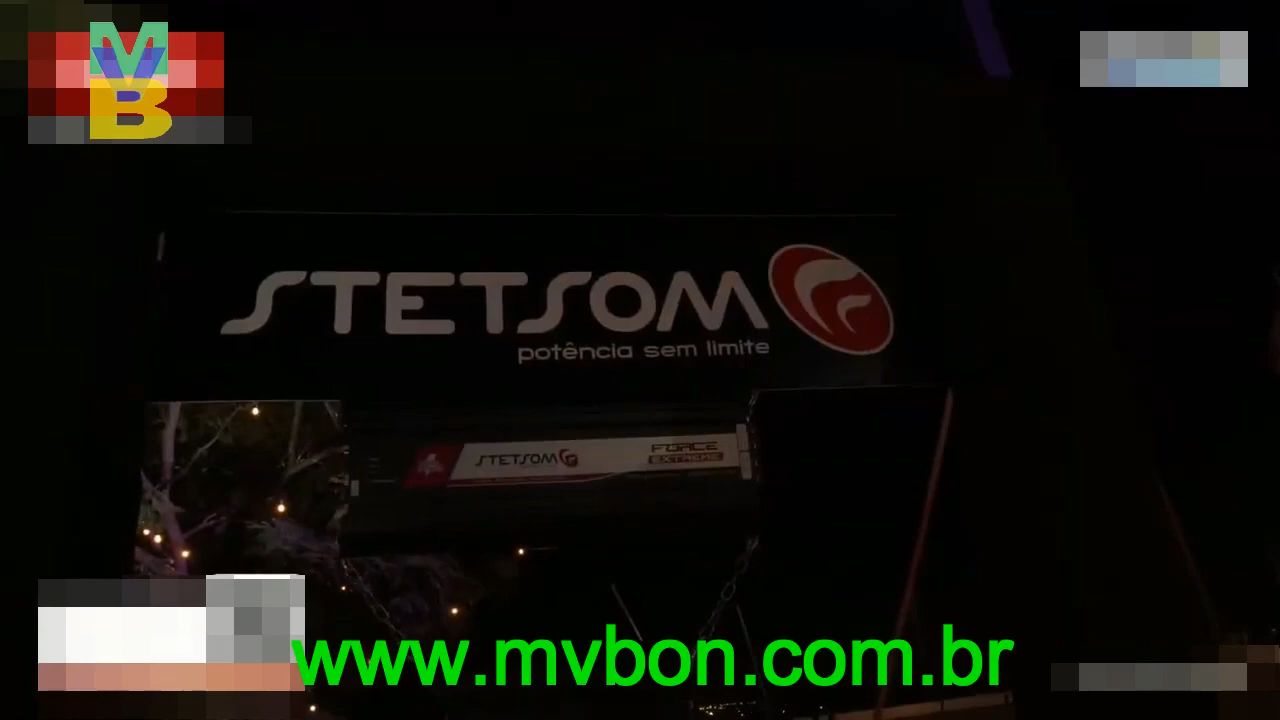 MVB
STETSOM
potência sem limite
STETSOM
FORCE
EXTREME
www.mvbon.com.br